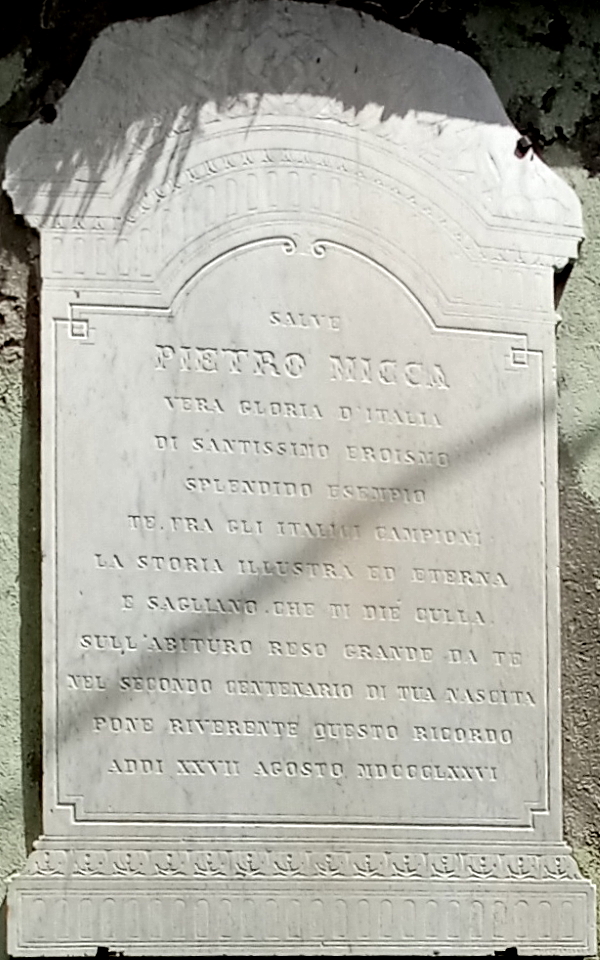 SALVE
PIETRO MICCA
VERA GLORIA D'ITALIA
DI SANTISSIMO EROISMO
SPLENDIDO ESEMPIO
TE. FRA GLI ITALICI CAMPIONI
LA STORIA ILLUSTRA ED ETERNA
E SAGLIANO. CHE TI DIÉ CULLA.
SULL'ABITURO RESO GRANDE DA TE
NEL SECONDO CENTENARIO DI TUA NASCITA
PONE RIVERENTE QUESTO RICORDO
ADDI XXVII AGOSTO MDCCCLXXVI